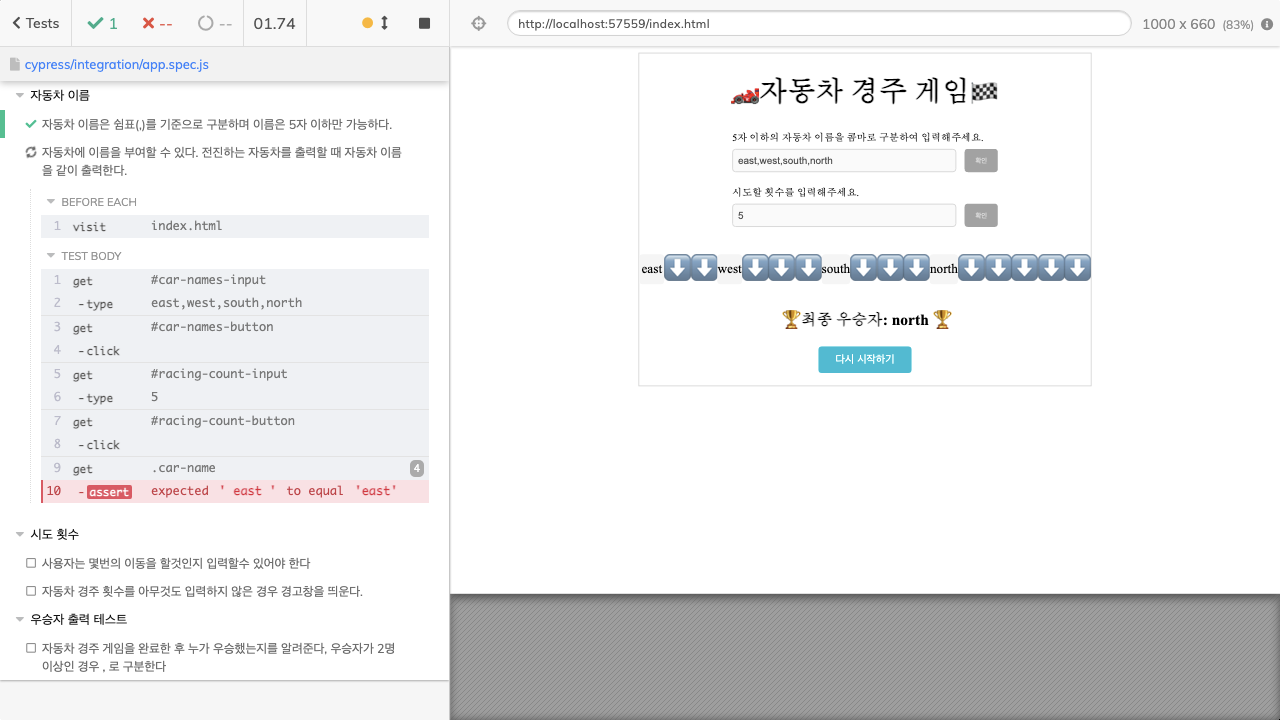 Tests
1
--
--
01.74
http://localhost:57559/index.html
1000 x 660 (83%)
cypress/integration/app.spec.js
자동차 이름
자동차 이름은 쉼표(,)를 기준으로 구분하며 이름은 5자 이하만 가능하다.
자동차에 이름을 부여할 수 있다. 전진하는 자동차를 출력할 때 자동차 이름
을 같이 출력한다.
BEFORE EACH
1 visit index.html
TEST BODY
1 get #car-names-input
2 -type east,west,south,north
3 get #car-names-button
4 -click
5 get #racing-count-input
6 -type 5
7 get #racing-count-button
8 -click
9 get .car-name 4
10 -assert expected ' east ' to equal 'east'
시도 횟수
사용자는 몇번의 이동을 할것인지 입력할수 있어야 한다
자동차 경주 횟수를 아무것도 입력하지 않은 경우 경고창을 띄운다.
우승자 출력 테스트
자동차 경주 게임을 완료한 후 누가 우승했는지를 알려준다, 우승자가 2명
이상인 경우 , 로 구분한다
🏎️자동차 경주 게임🏁
5자 이하의 자동차 이름을 콤마로 구분하여 입력해주세요.
east,west,south,north 확인
시도할 횟수를 입력해주세요.
5 확인
east ⬇️⬇️ west ⬇️⬇️⬇️ south ⬇️⬇️⬇️ north ⬇️⬇️⬇️⬇️⬇️
🏆최종 우승자: north 🏆
다시 시작하기